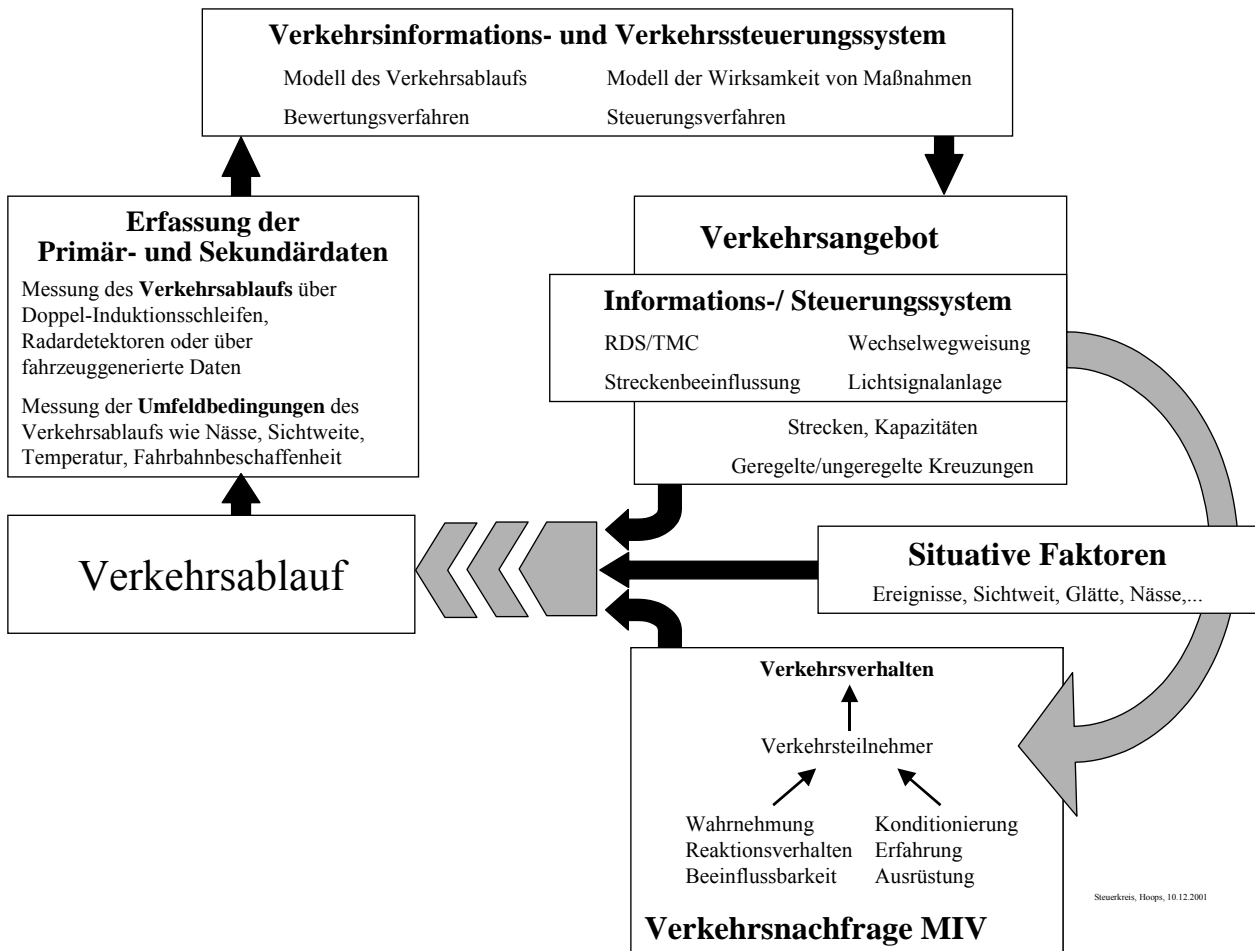 Verkehrsinformations- und Verkehrssteuerungssystem
Modell des Verkehrsablaufs
Modell der Wirksamkeit von Maßnahmen
Bewertungsverfahren
Steuerungsverfahren
Erfassung der
Primär- und Sekundärdaten
Messung des Verkehrsablaufs über
Doppel-Induktionsschleifen,
Radardetektoren oder über
fahrzeuggenerierte Daten
Messung der Umfeldbedingungen des
Verkehrsablaufs wie Nässe, Sichtweite,
Temperatur, Fahrbahnbeschaffenheit
Verkehrsangebot
Informations-/ Steuerungssystem
RDS/TMC
Wechselwegweisung
Streckenbeeinflussung
Lichtsignalanlage
Strecken, Kapazitäten
Geregelte/ungeregelte Kreuzungen
Verkehrsablauf
Situative Faktoren
Ereignisse, Sichtweit, Glätte, Nässe,...
Verkehrsverhalten
Verkehrsteilnehmer
Wahrnehmung
Reaktionsverhalten
Beeinflussbarkeit
Konditionierung
Erfahrung
Ausrüstung
Verkehrsnachfrage MIV
Steuerkreis, Hoops, 10.12.2001